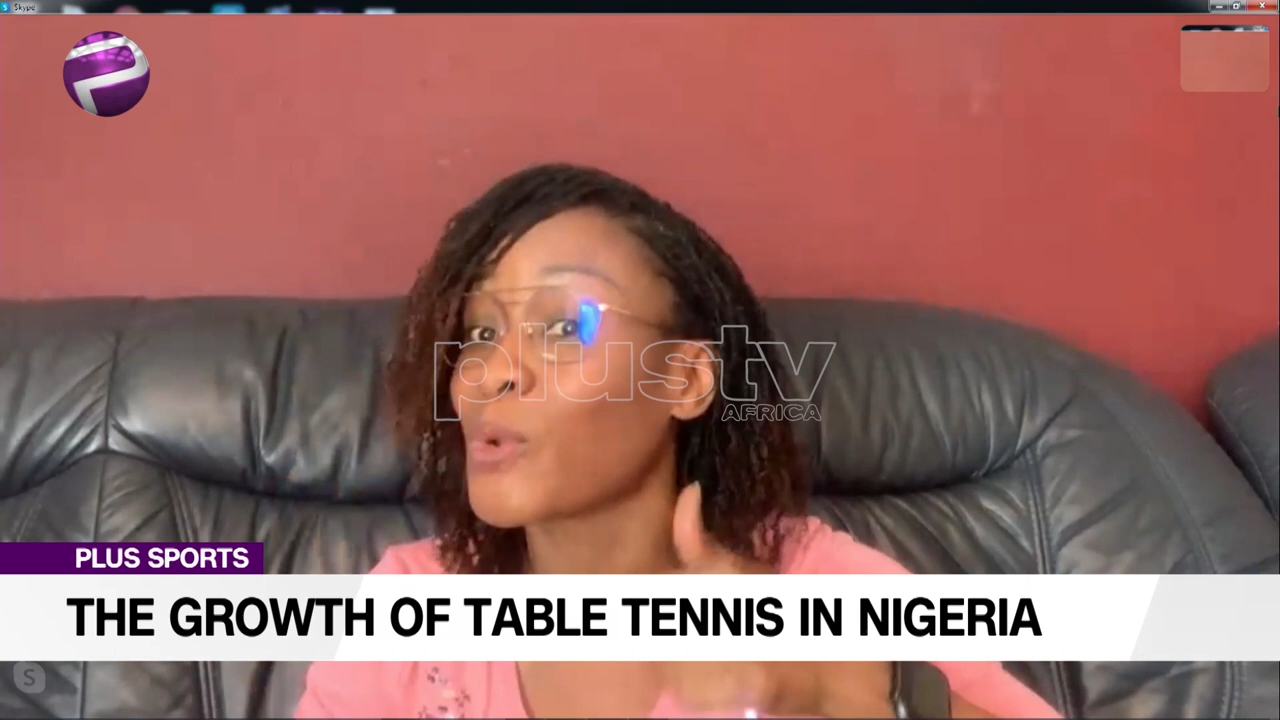 Skype
plustv
AFRICA
PLUS SPORTS
THE GROWTH OF TABLE TENNIS IN NIGERIA
S